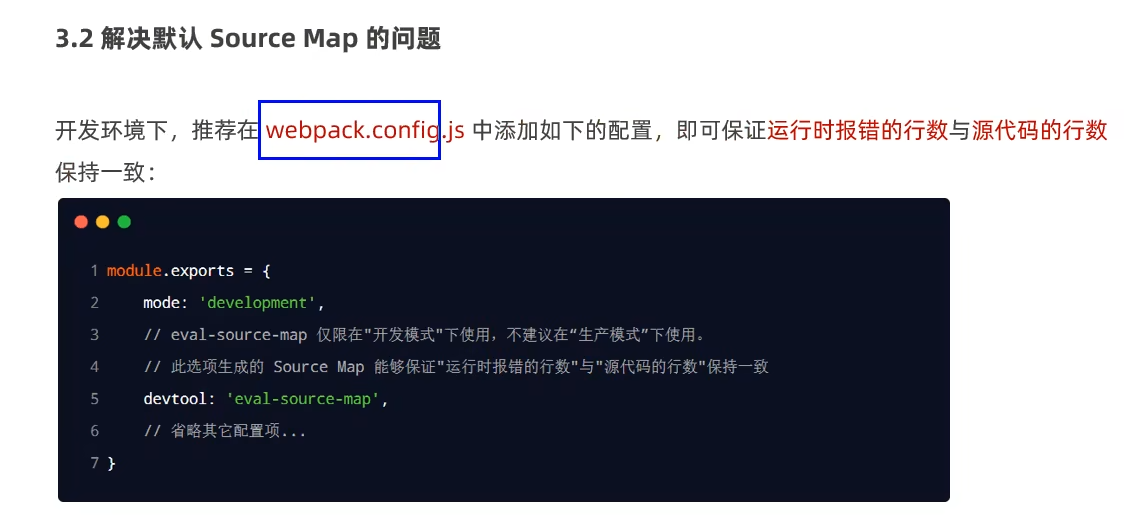 3.2 解决默认 Source Map 的问题
开发环境下，推荐在 webpack.config.js 中添加如下的配置，即可保证运行时报错的行数与源代码的行数
保持一致：
1 module.exports = {
2     mode: 'development',
3     // eval-source-map 仅限在"开发模式"下使用，不建议在“生产模式”下使用。
4     // 此选项生成的 Source Map 能够保证"运行时报错的行数"与"源代码的行数"保持一致
5     devtool: 'eval-source-map',
6     // 省略其它配置项...
7 }